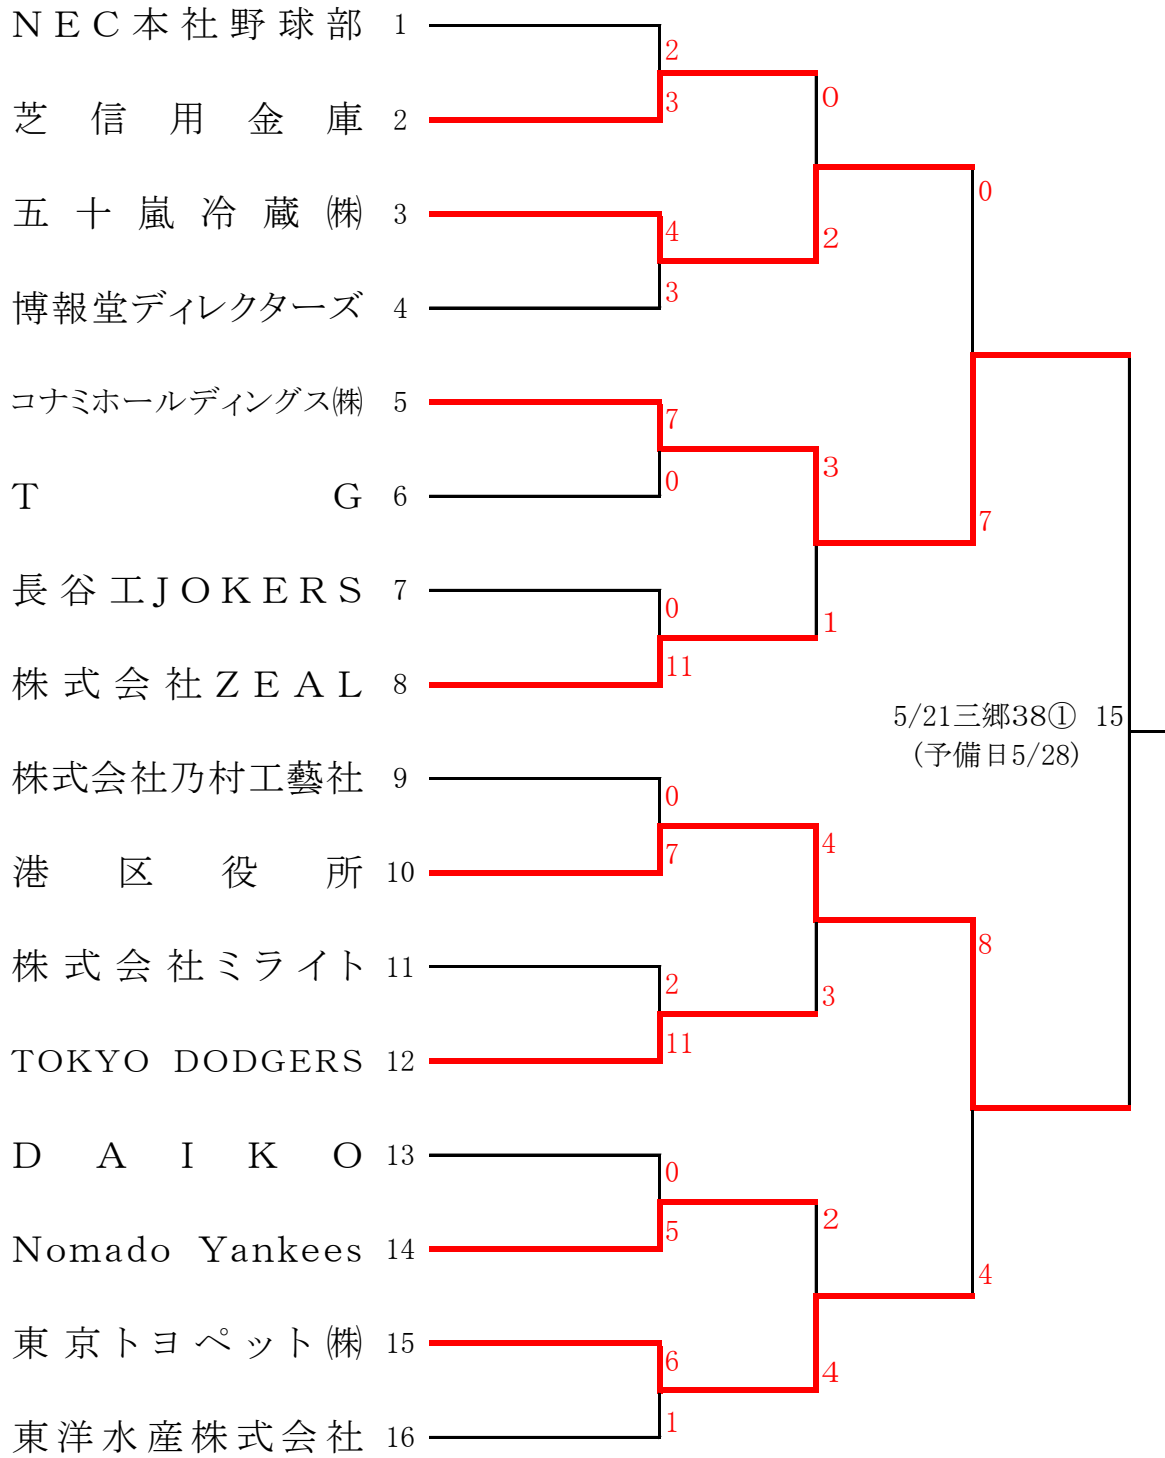 NEC本社野球部 1
2
芝信用金庫 2
3
0
五十嵐冷蔵㈱ 3
4
2
0
博報堂ディレクターズ 4
3
コナミホールディングス㈱ 5
7
3
TG 6
0
7
長谷工JOKERS 7
0
1
株式会社ZEAL 8
11
5/21三郷38① 15
(予備日5/28)
株式会社乃村工藝社 9
0
港区役所 10
7
4
株式会社ミライト 11
2
3
8
TOKYO DODGERS 12
11
DAIKO 13
0
Nomado Yankees 14
5
2
4
東京トヨペット㈱ 15
6
4
東洋水産株式会社 16
1